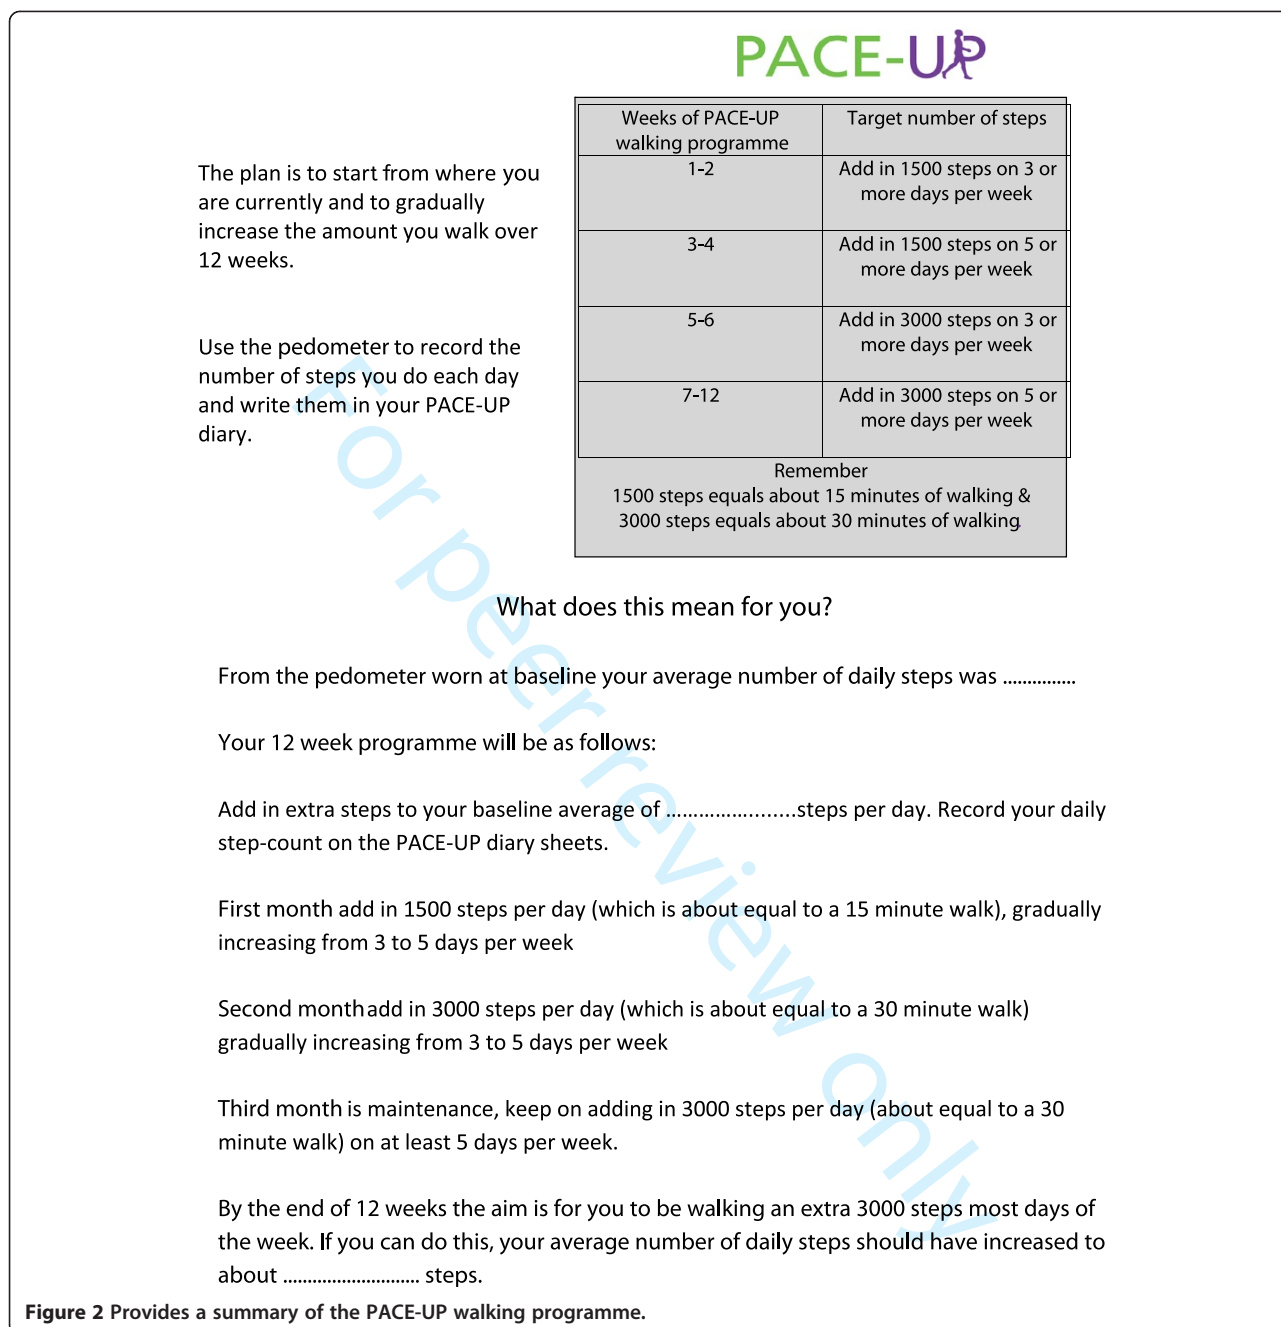 PACE-UP
The plan is to start from where you
are currently and to gradually
increase the amount you walk over
12 weeks.
Use the pedometer to record the
number of steps you do each day
and write them in your PACE-UP
diary.
Weeks of PACE-UP
walking programme
Target number of steps
1-2
Add in 1500 steps on 3 or
more days per week
3-4
Add in 1500 steps on 5 or
more days per week
5-6
Add in 3000 steps on 3 or
more days per week
7-12
Add in 3000 steps on 5 or
more days per week
Remember
1500 steps equals about 15 minutes of walking &
3000 steps equals about 30 minutes of walking.
What does this mean for you?
From the pedometer worn at baseline your average number of daily steps was ...............
Your 12 week programme will be as follows:
Add in extra steps to your baseline average of ........................steps per day. Record your daily
step-count on the PACE-UP diary sheets.
First month add in 1500 steps per day (which is about equal to a 15 minute walk), gradually
increasing from 3 to 5 days per week
Second month add in 3000 steps per day (which is about equal to a 30 minute walk)
gradually increasing from 3 to 5 days per week
Third month is maintenance, keep on adding in 3000 steps per day (about equal to a 30
minute walk) on at least 5 days per week.
By the end of 12 weeks the aim is for you to be walking an extra 3000 steps most days of
the week. If you can do this, your average number of daily steps should have increased to
about ............................ steps.
For peer review only
Figure 2 Provides a summary of the PACE-UP walking programme.